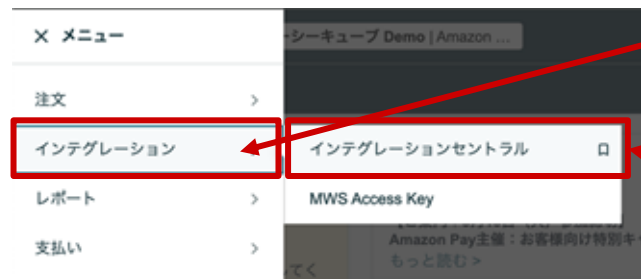 × メニュー
ーシーキューブ Demo | Amazon ...
注文
インテグレーション
インテグレーションセントラル
レポート
MWS Access Key
支払い
Amazon Pay主催：お客様向け特別キ
もっと読む >
てく